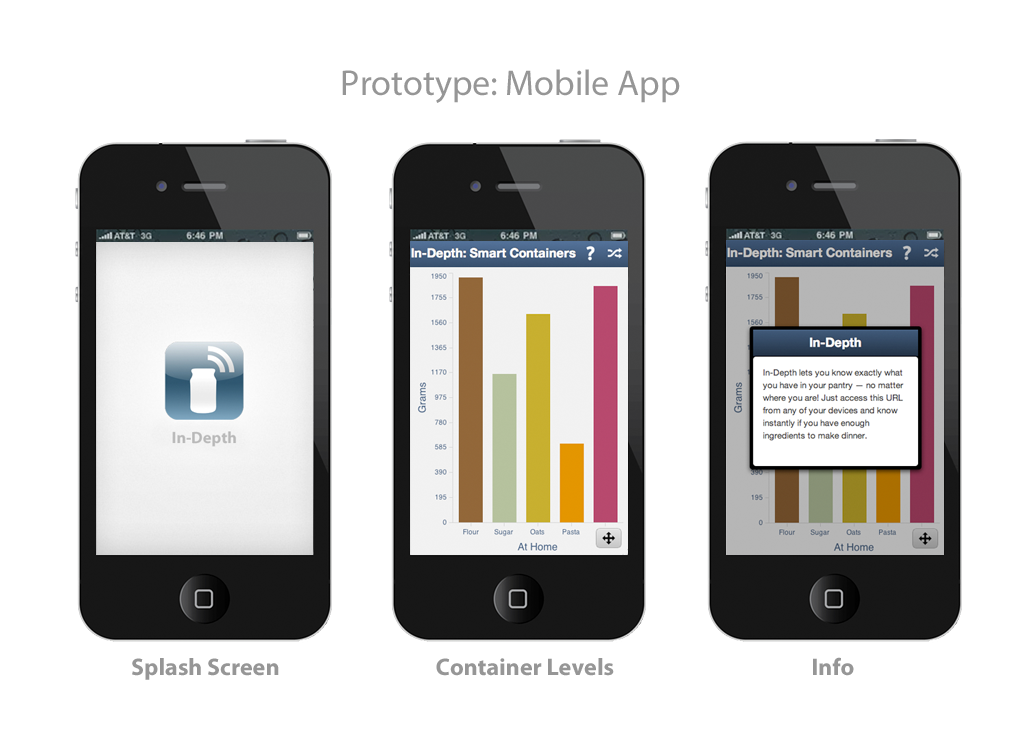 Prototype: Mobile App
AT&T 3G 6:46 PM
In-Depth
Splash Screen
AT&T 3G 6:46 PM
In-Depth: Smart Containers ?
1950
1755
1560
1365
1170
975
780
585
390
195
0
Grams
Flour Sugar Oats Pasta
At Home
Container Levels
AT&T 3G 6:46 PM
In-Depth: Smart Containers ?
1950
1755
1560
In-Depth
In-Depth lets you know exactly what
you have in your pantry — no matter
where you are! Just access this URL
from any of your devices and know
instantly if you have enough
ingredients to make dinner.
Grams
390
195
0
Flour Sugar Oats Pasta
At Home
Info